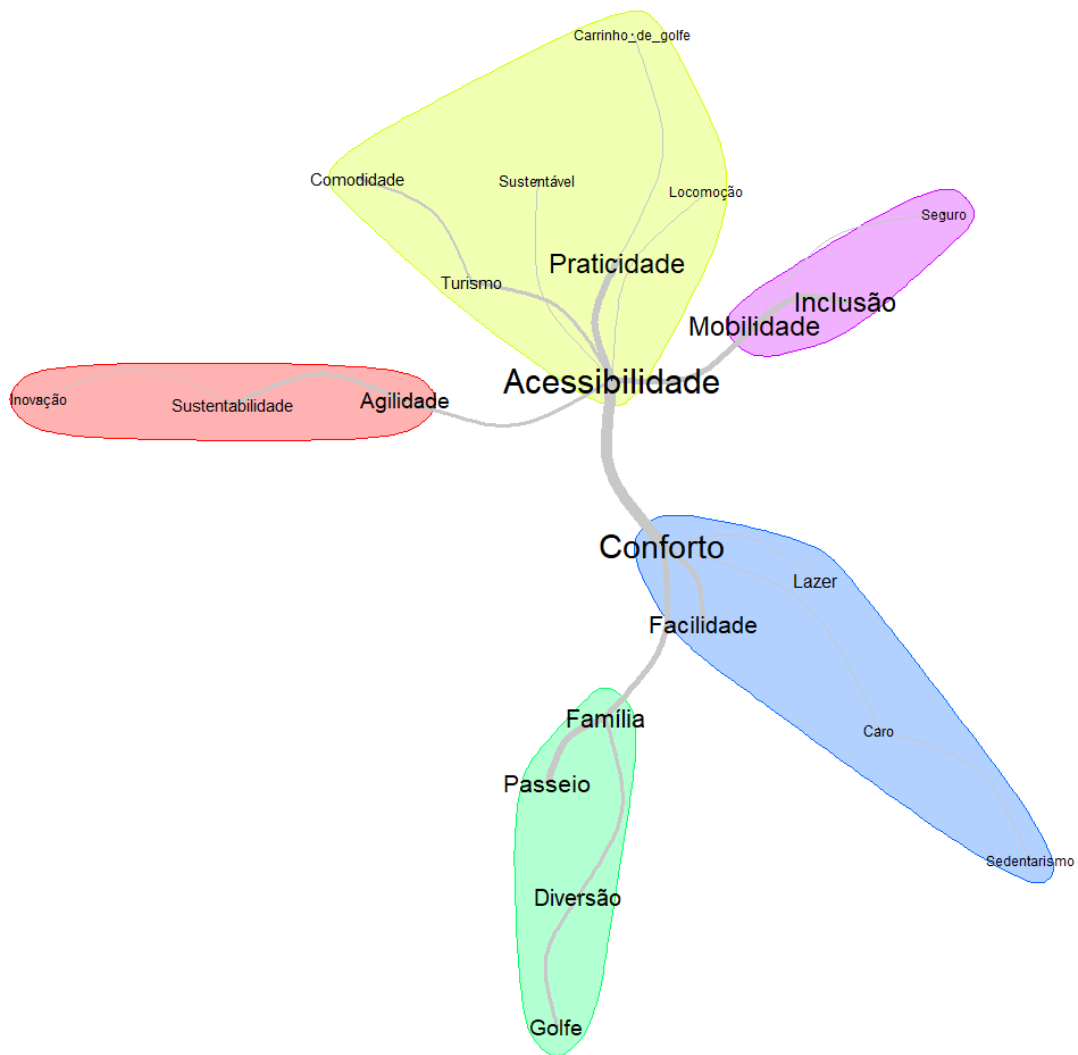 Carrinho_de_golfe
Comodidade
Sustentável
Locomoção
Seguro
Praticidade
Turismo
Inclusão
Mobilidade
Acessibilidade
Inovação
Sustentabilidade
Agilidade
Conforto
Lazer
Facilidade
Família
Caro
Passeio
Sedentarismo
Diversão
Golfe